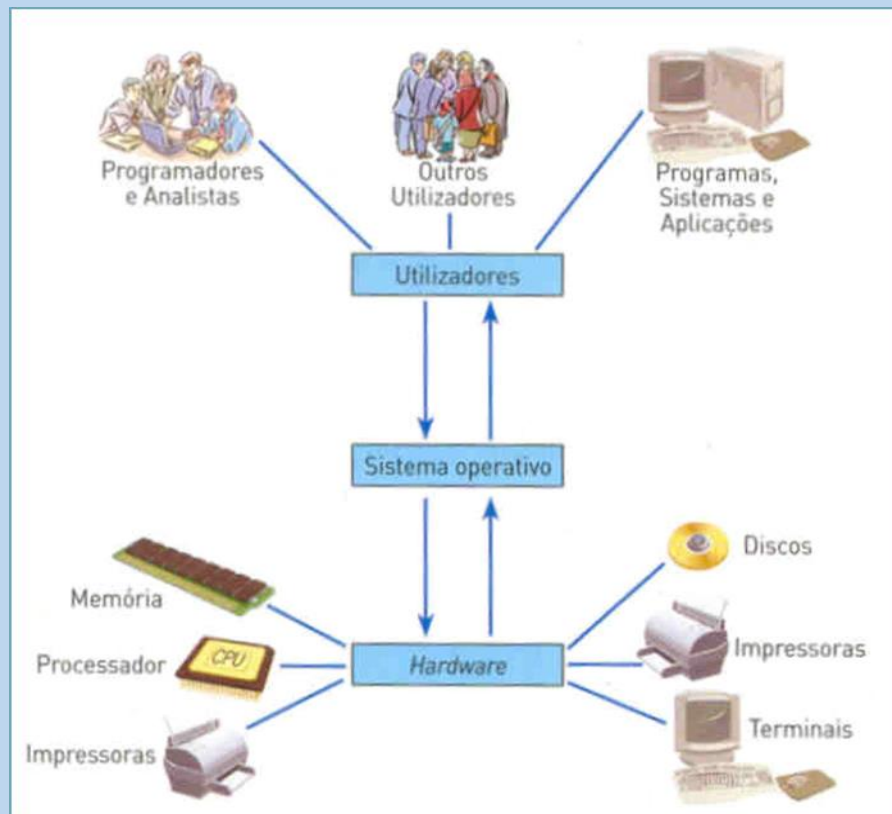 Programadores
e Analistas
Outros
Utilizadores
Programas,
Sistemas e
Aplicações
Utilizadores
Sistema operativo
Memória
Discos
Processador
CPU
Hardware
Impressoras
Impressoras
Terminais